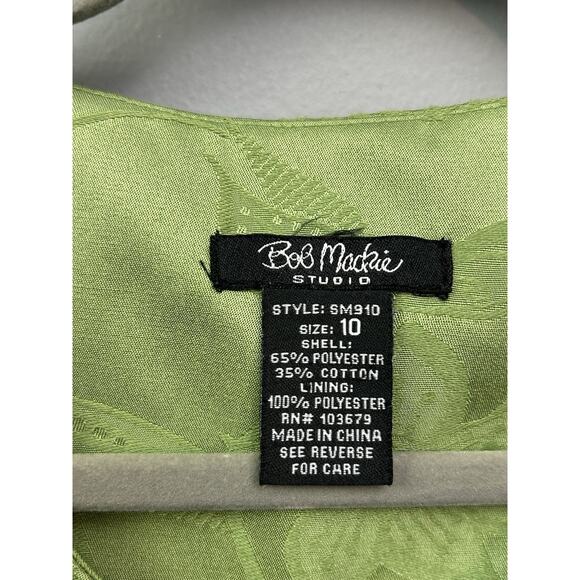 Bob Mackie
STUDIO
STYLE: SM910
SIZE: 10
SHELL:
65% POLYESTER
35% COTTON
LINING:
100% POLYESTER
RN# 103679
MADE IN CHINA
SEE REVERSE
FOR CARE